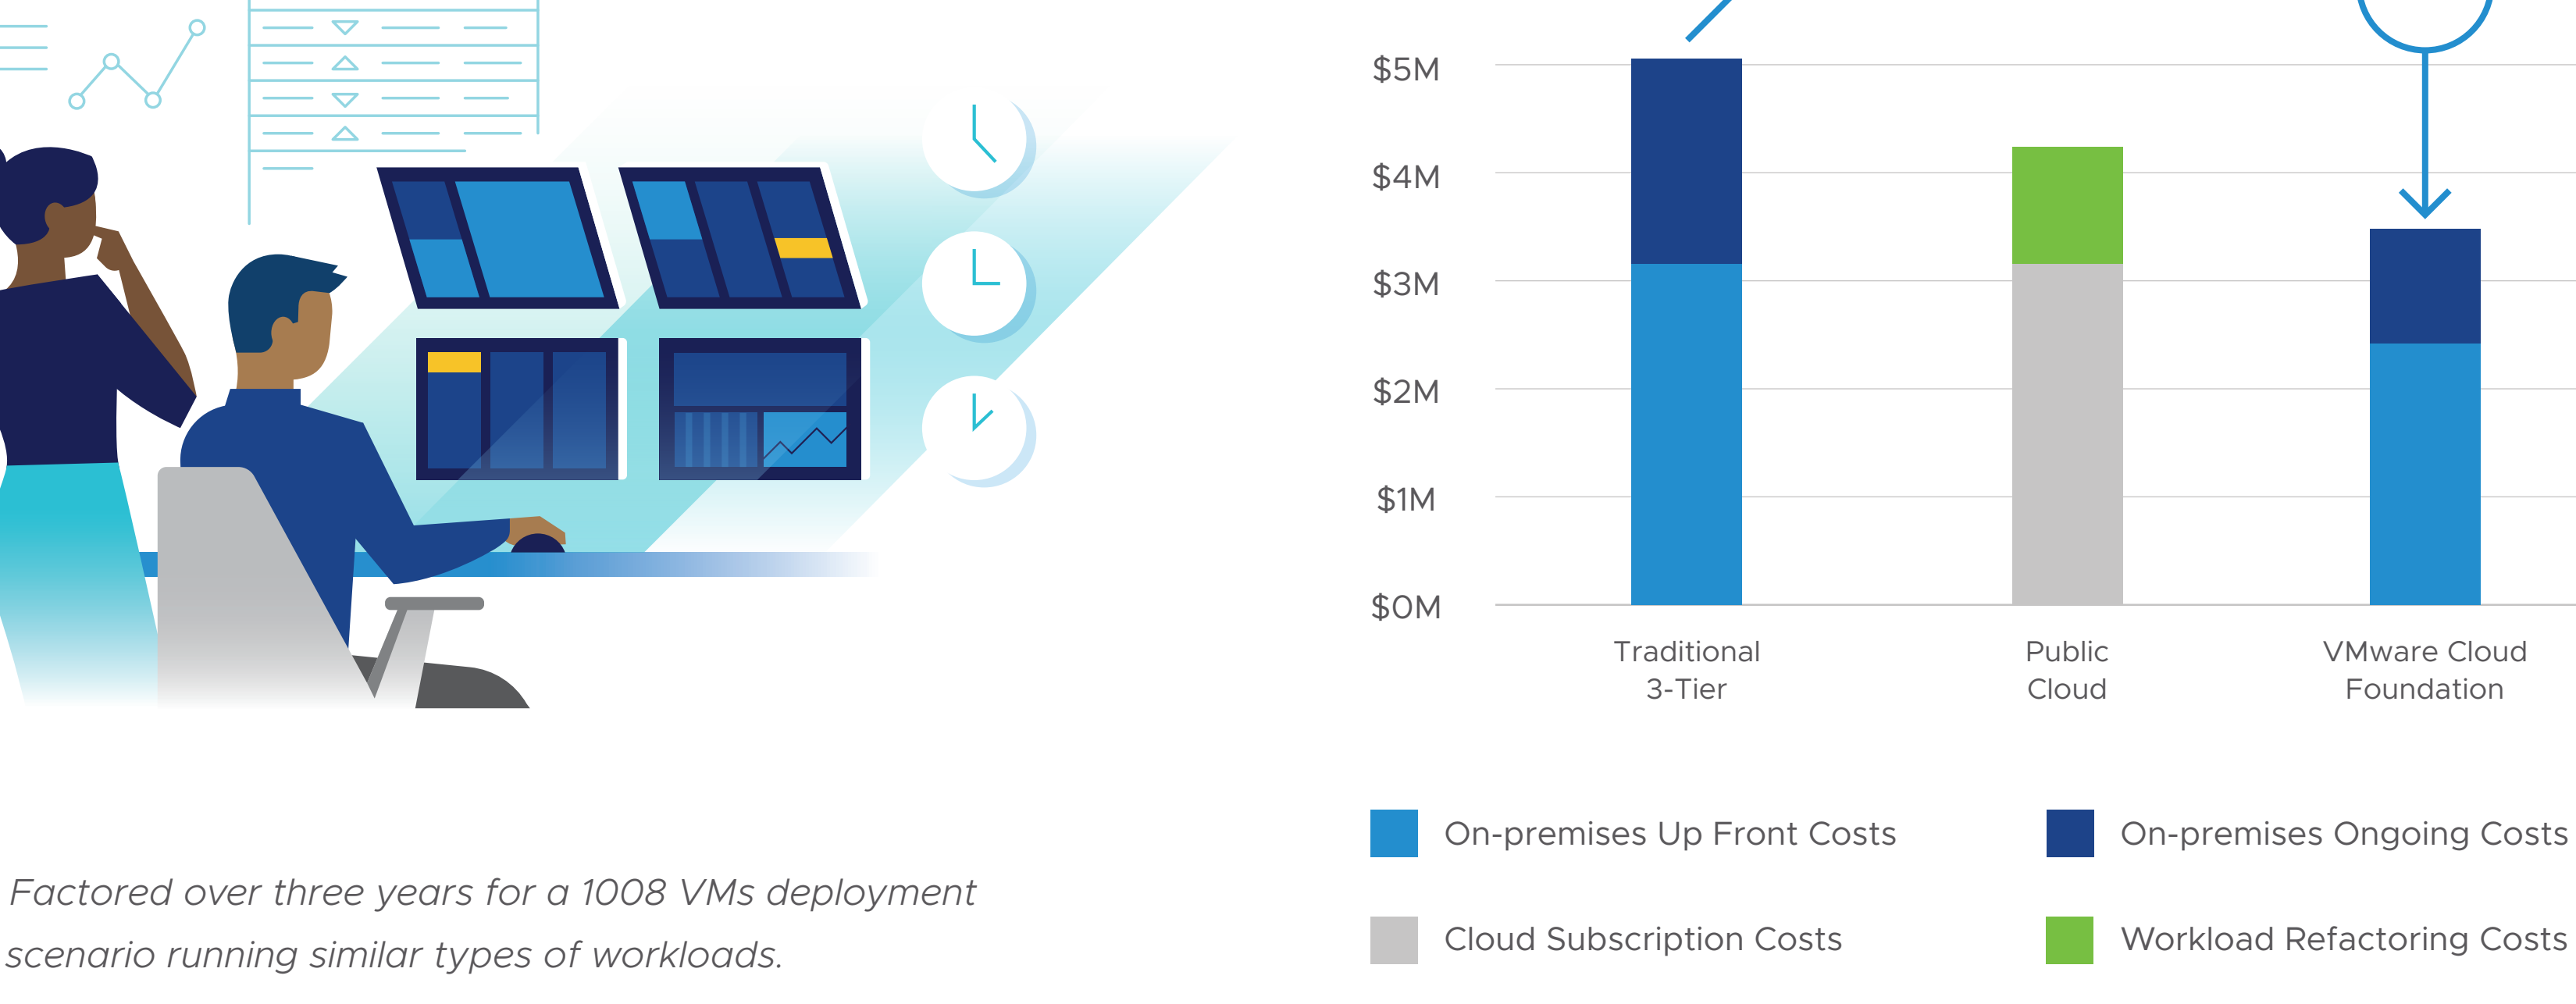 $5M
$4M
$3M
$2M
$1M
$0M
Traditional
3-Tier
Public
Cloud
VMware Cloud
Foundation
On-premises Up Front Costs
On-premises Ongoing Costs
Cloud Subscription Costs
Workload Refactoring Costs
Factored over three years for a 1008 VMs deployment
scenario running similar types of workloads.